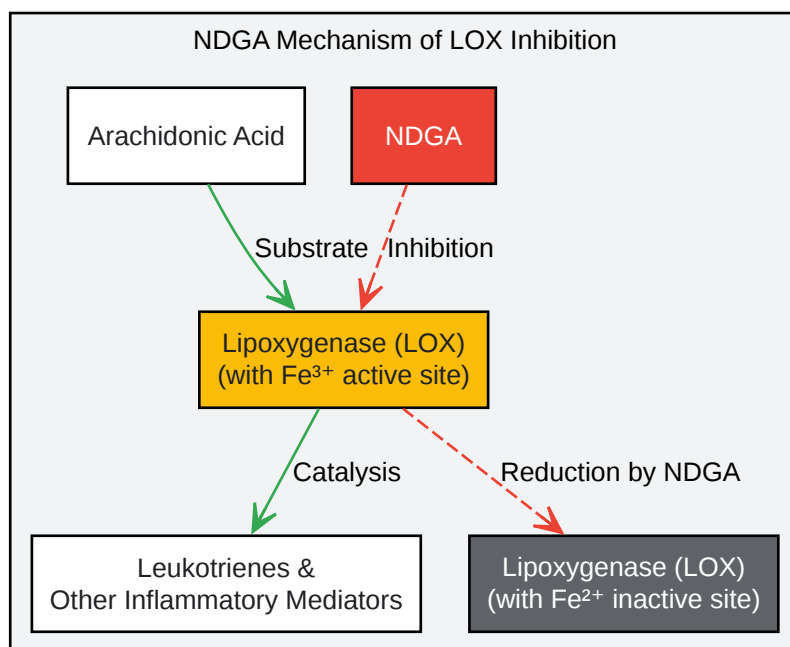 NDGA Mechanism of LOX Inhibition
Arachidonic Acid
NDGA
Substrate
Inhibition
Lipoxygenase (LOX)
(with Fe³⁺ active site)
Catalysis
Reduction by NDGA
Leukotrienes &
Other Inflammatory Mediators
Lipoxygenase (LOX)
(with Fe²⁺ inactive site)